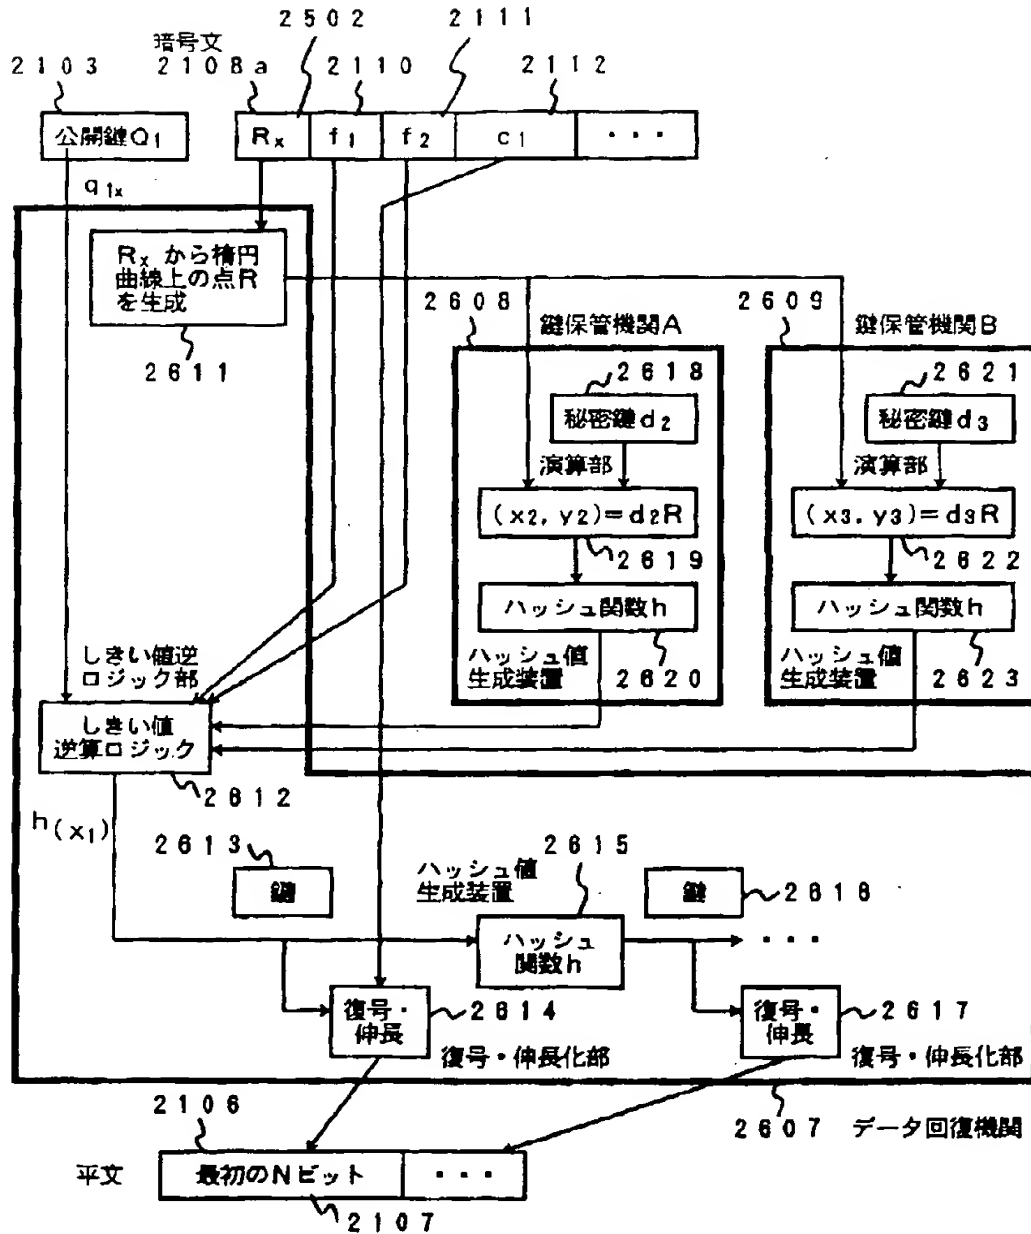 2502 2111
暗号文
2103 2108a 2110 2112
公開鍵Q1 Rx f1 f2 c1 ・・・
q1x
Rxから楕円
曲線上の点R
を生成
2611
2608 2609
鍵保管機関A 鍵保管機関B
2618 2621
秘密鍵d2 秘密鍵d3
演算部 演算部
(x2, y2)=d2R (x3, y3)=d3R
2619 2622
ハッシュ関数h ハッシュ関数h
ハッシュ値 ハッシュ値
生成装置 2620 生成装置 2623
しきい値逆
ロジック部
しきい値
逆算ロジック
2612
h(x1)
2613 2615
ハッシュ値
生成装置
鍵 鍵 2616
ハッシュ
関数h
・・・
復号・ 2614 復号・ 2617
伸長 伸長
復号・伸長化部 復号・伸長化部
2106 2607 データ回復機関
平文 最初のNビット ・・・
2107